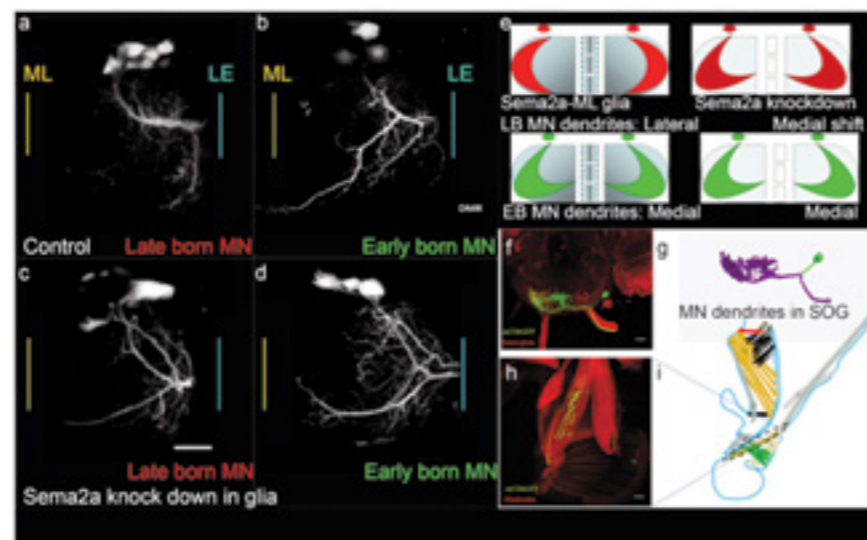 a
ML
LE
Control
Late born MN
b
ML
LE
Early born MN
c
Late born MN
Sema2a knock down in glia
d
Early born MN
e
Sema2a-ML glia
Sema2a knockdown
LB MN dendrites: Lateral
Medial shift
EB MN dendrites: Medial
Medial
f
g
MN dendrites in SOG
h
i